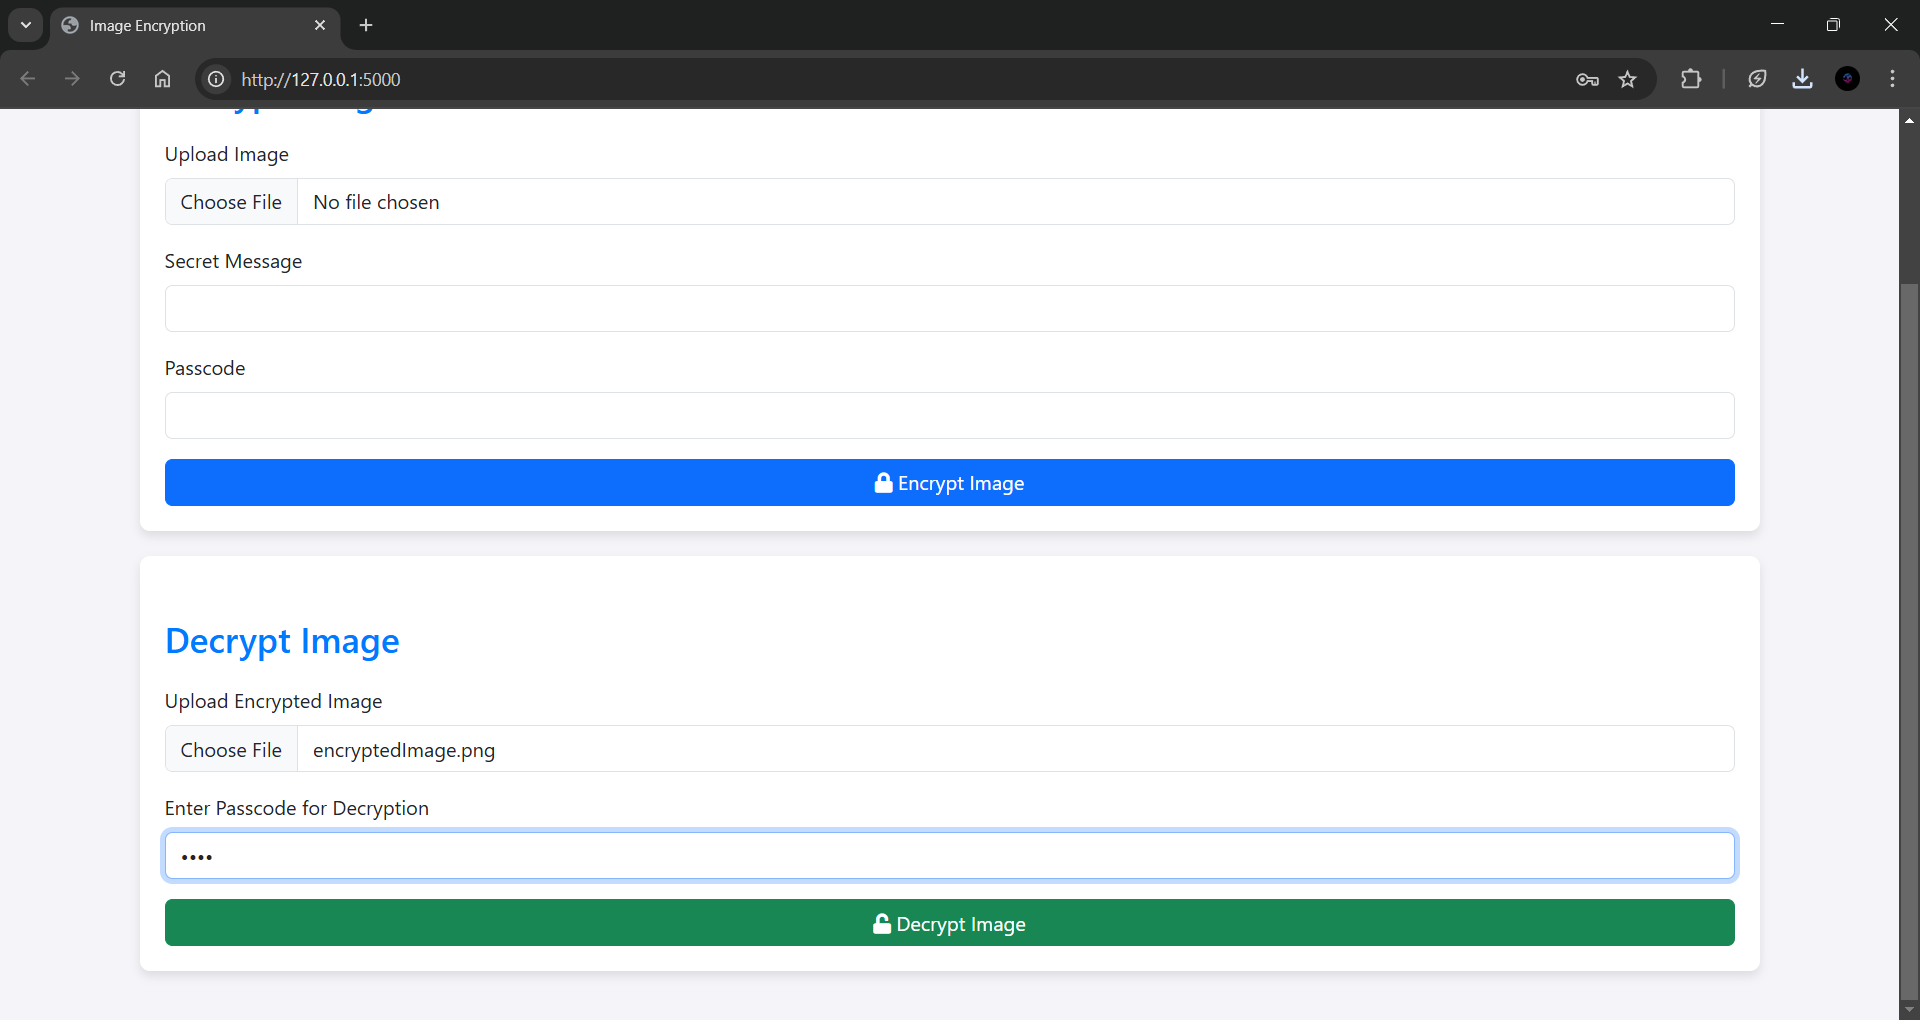 Image Encryption
http://127.0.0.1:5000
Upload Image
Choose File No file chosen
Secret Message
Passcode
Encrypt Image
Decrypt Image
Upload Encrypted Image
Choose File encryptedImage.png
Enter Passcode for Decryption
••••
Decrypt Image